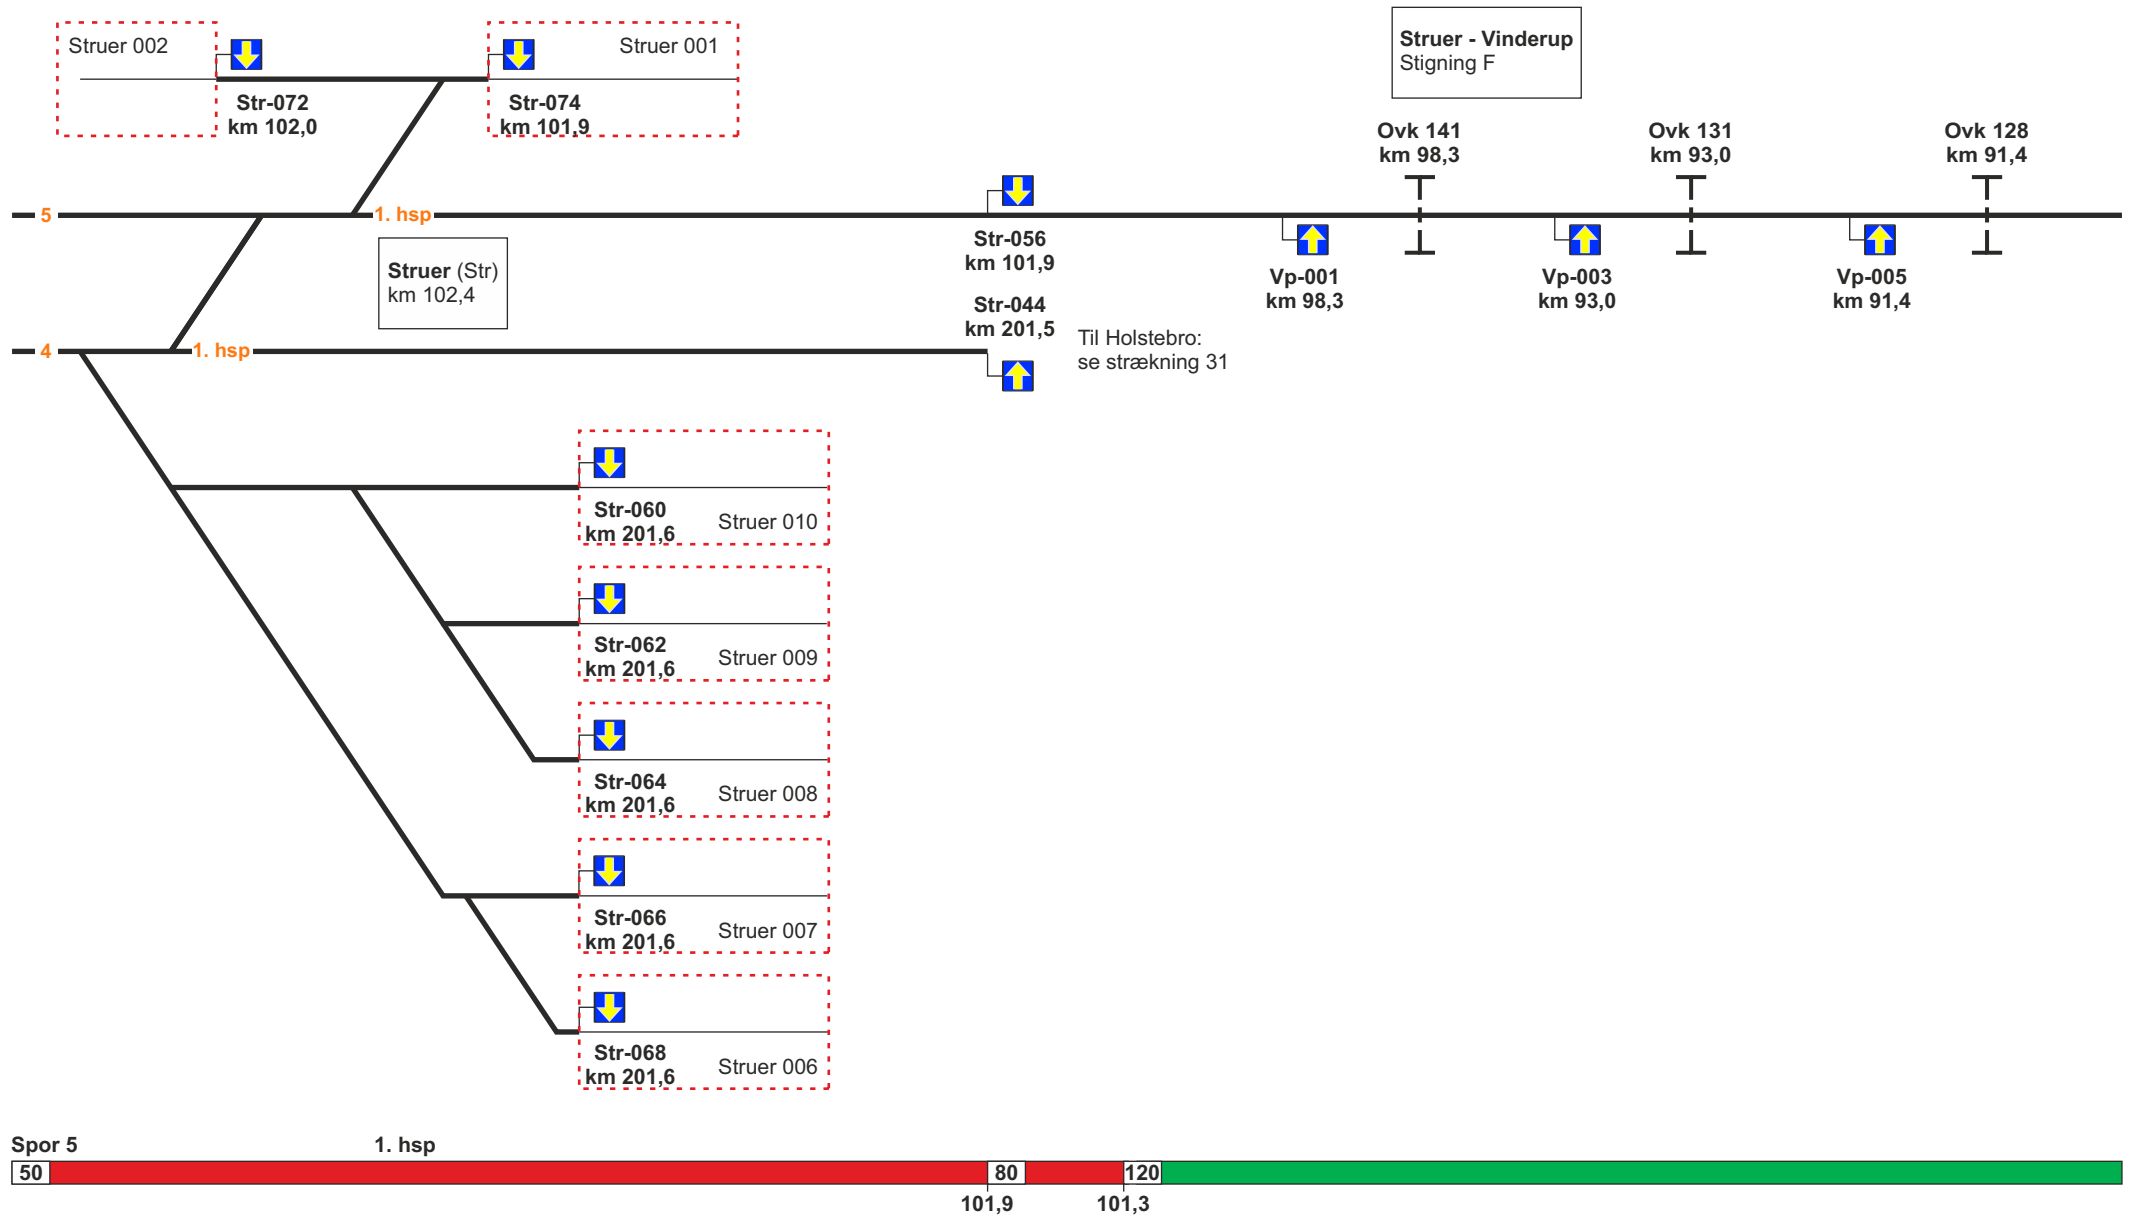 Struer 002
Str-072
km 102,0
Struer 001
Str-074
km 101,9
Struer - Vinderup
Stigning F
Ovk 141
km 98,3
Ovk 131
km 93,0
Ovk 128
km 91,4
5
1. hsp
Struer (Str)
km 102,4
Str-056
km 101,9
Vp-001
km 98,3
Vp-003
km 93,0
Vp-005
km 91,4
Str-044
km 201,5
Til Holstebro:
se strækning 31
4
1. hsp
Str-060
km 201,6
Struer 010
Str-062
km 201,6
Struer 009
Str-064
km 201,6
Struer 008
Str-066
km 201,6
Struer 007
Str-068
km 201,6
Struer 006
Spor 5
1. hsp
50
80
120
101,9
101,3